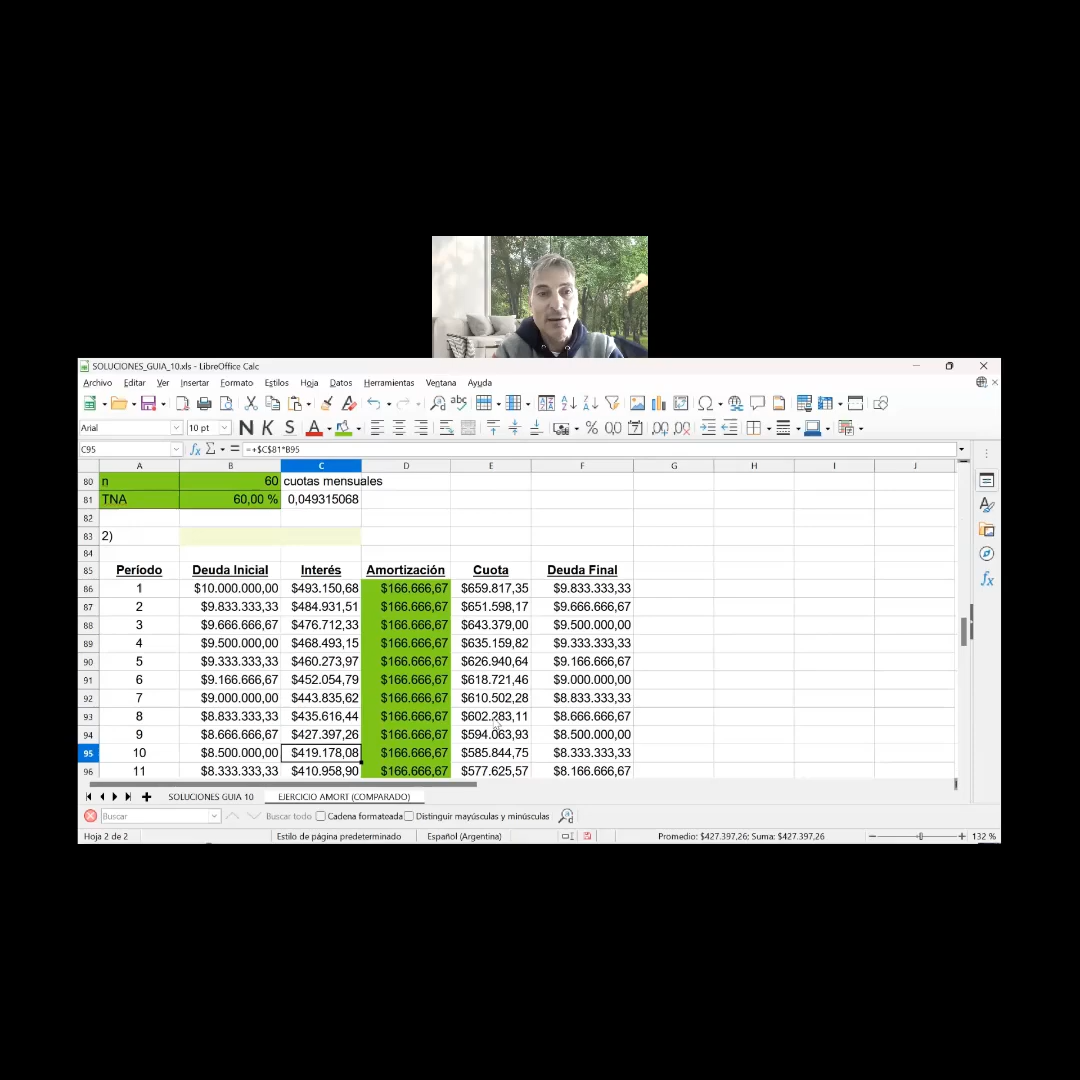 SOLUCIONES_GUIA_10.xls - LibreOffice Calc
Archivo Editar Ver Insertar Formato Estilos Hoja Datos Herramientas Ventana Ayuda
Arial 10 pt N K S A
C95 fx Σ = =+$C$81*B95
A B C D E F G H I J
80 n 60 cuotas mensuales
81 TNA 60,00 % 0,049315068
82
83 2)
84
85 Período Deuda Inicial Interés Amortización Cuota Deuda Final
86 1 $10.000.000,00 $493.150,68 $166.666,67 $659.817,35 $9.833.333,33
87 2 $9.833.333,33 $484.931,51 $166.666,67 $651.598,17 $9.666.666,67
88 3 $9.666.666,67 $476.712,33 $166.666,67 $643.379,00 $9.500.000,00
89 4 $9.500.000,00 $468.493,15 $166.666,67 $635.159,82 $9.333.333,33
90 5 $9.333.333,33 $460.273,97 $166.666,67 $626.940,64 $9.166.666,67
91 6 $9.166.666,67 $452.054,79 $166.666,67 $618.721,46 $9.000.000,00
92 7 $9.000.000,00 $443.835,62 $166.666,67 $610.502,28 $8.833.333,33
93 8 $8.833.333,33 $435.616,44 $166.666,67 $602.283,11 $8.666.666,67
94 9 $8.666.666,67 $427.397,26 $166.666,67 $594.063,93 $8.500.000,00
95 10 $8.500.000,00 $419.178,08 $166.666,67 $585.844,75 $8.333.333,33
96 11 $8.333.333,33 $410.958,90 $166.666,67 $577.625,57 $8.166.666,67
SOLUCIONES GUIA 10 EJERCICIO AMORT (COMPARADO)
Buscar Buscar todo Cadena formateada Distinguir mayúsculas y minúsculas
Hoja 2 de 2 Estilo de página predeterminado Español (Argentina) Promedio: $427.397,26; Suma: $427.397,26 132 %